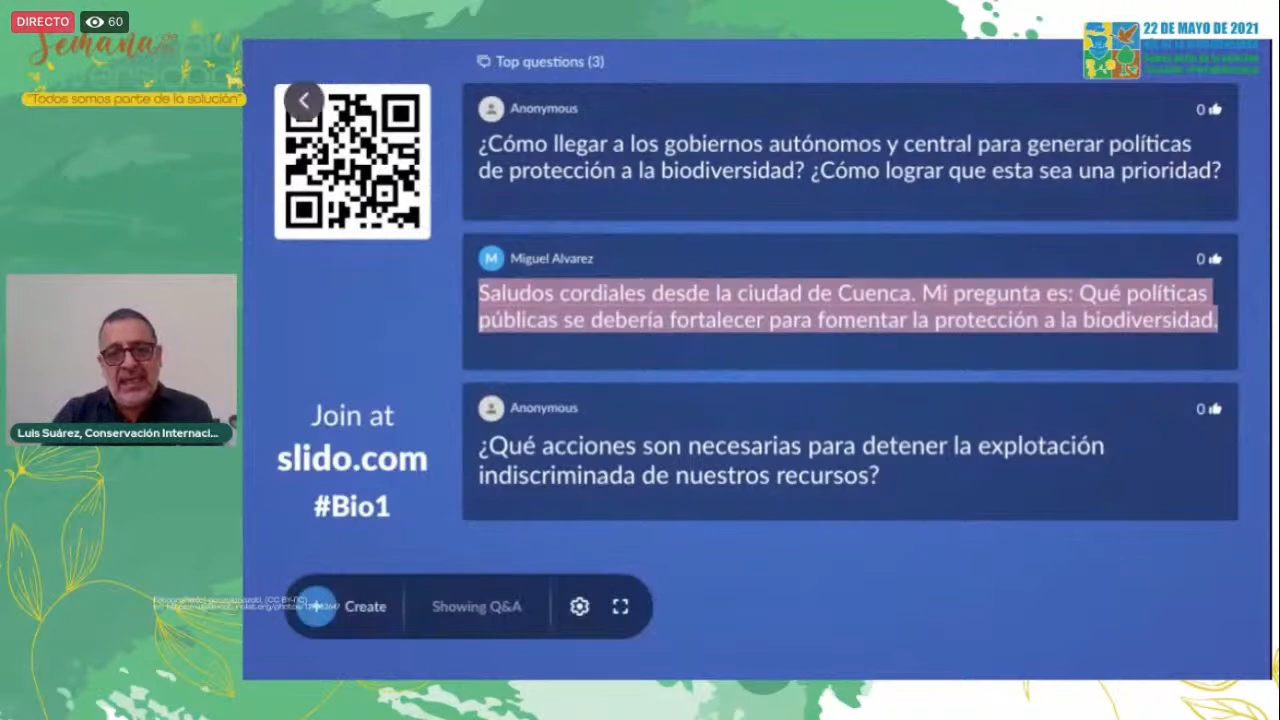 DIRECTO
60
Semana
"Todos somos parte de la solución"
22 DE MAYO DE 2021
Top questions (3)
Anonymous
0
¿Cómo llegar a los gobiernos autónomos y central para generar políticas
de protección a la biodiversidad? ¿Cómo lograr que esta sea una prioridad?
M
Miguel Alvarez
0
Saludos cordiales desde la ciudad de Cuenca. Mi pregunta es: Qué políticas
públicas se debería fortalecer para fomentar la protección a la biodiversidad.
Anonymous
0
¿Qué acciones son necesarias para detener la explotación
indiscriminada de nuestros recursos?
Luis Suárez, Conservación Internaci...
Join at
slido.com
#Bio1
Create
Showing Q&A